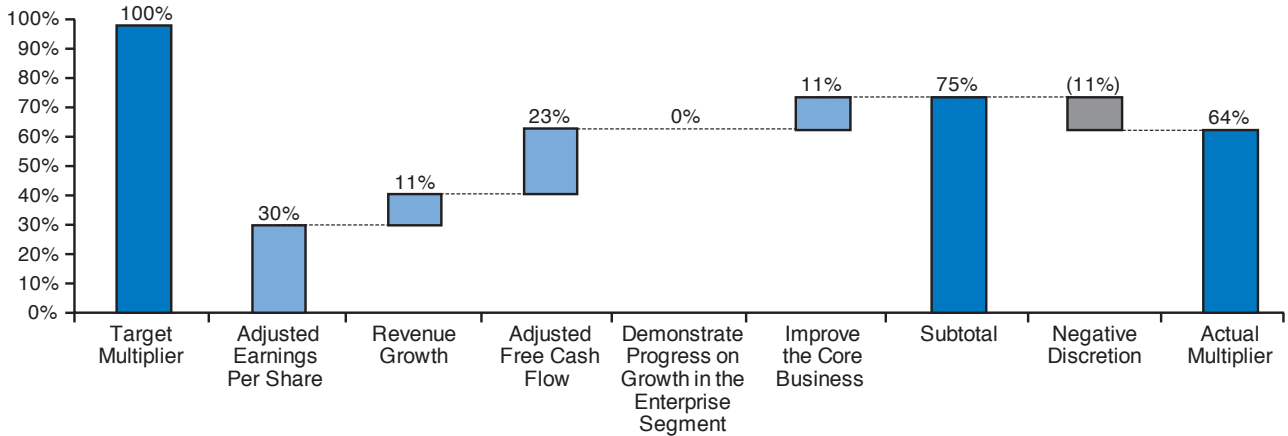 100%
90%
80%
70%
60%
50%
40%
30%
20%
10%
0%
100%
30%
11%
23%
0%
11%
75%
(11%)
64%
Target
Multiplier
Adjusted
Earnings
Per Share
Revenue
Growth
Adjusted
Free Cash
Flow
Demonstrate
Progress on
Growth in the
Enterprise
Segment
Improve
the Core
Business
Subtotal
Negative
Discretion
Actual
Multiplier